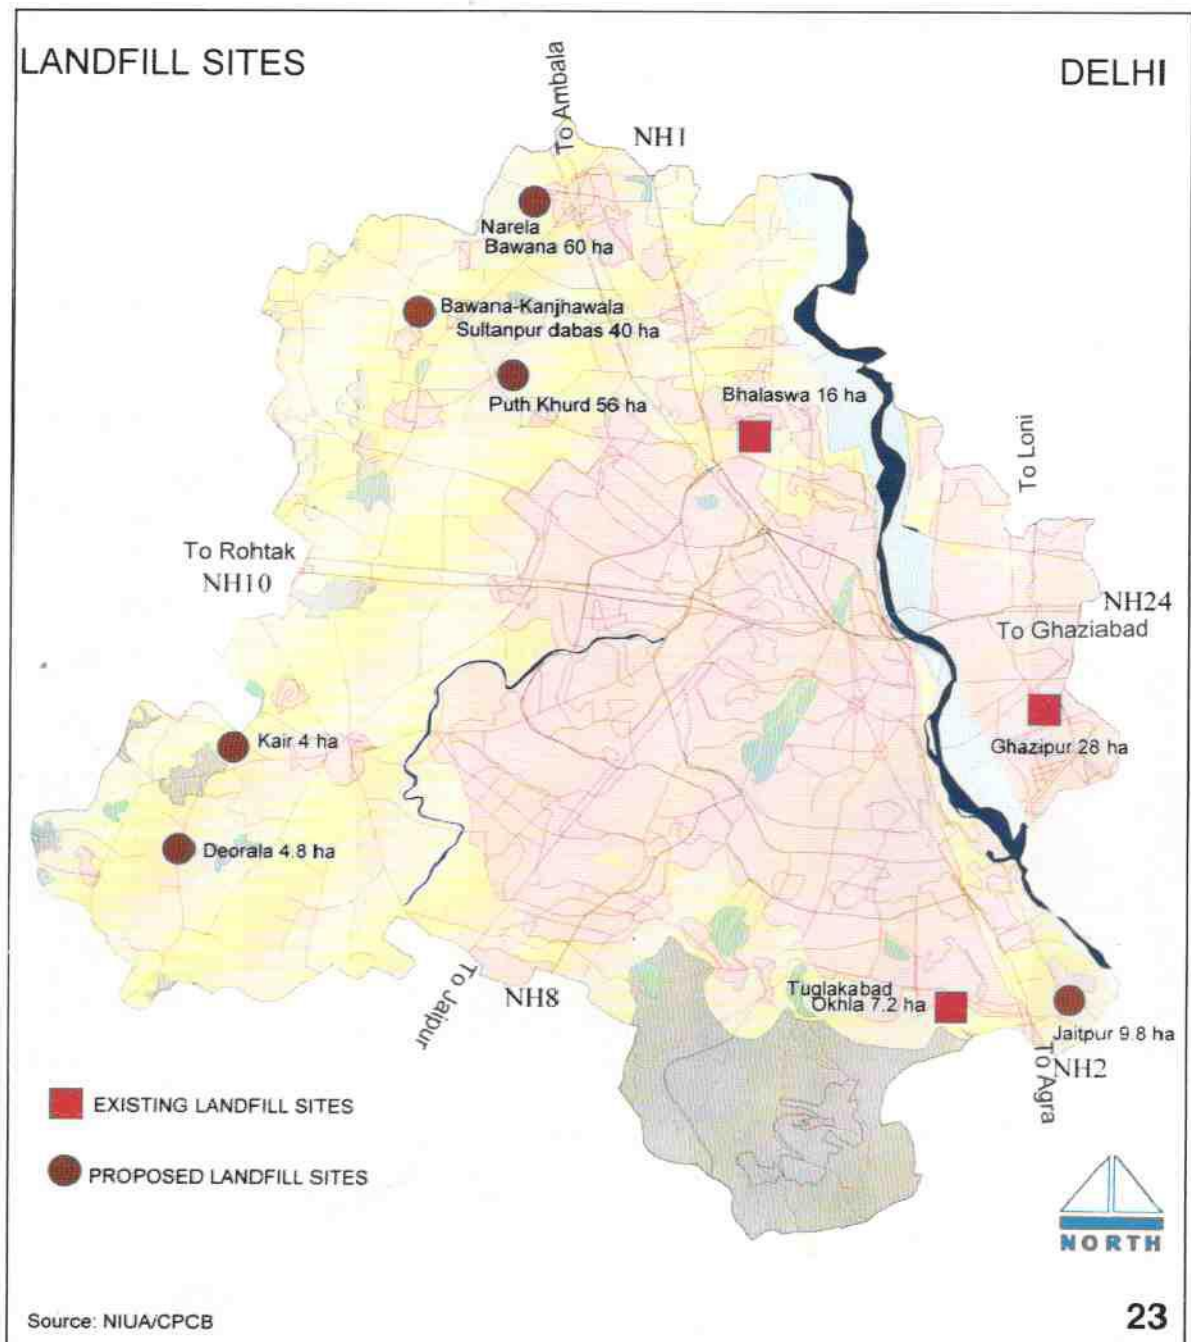 LANDFILL SITES
DELHI
To Ambala
NH1
Narela
Bawana 60 ha
Bawana-Kanjhawala
Sultanpur dabas 40 ha
Puth Khurd 56 ha
Bhalaswa 16 ha
To Loni
To Rohtak
NH10
NH24
To Ghaziabad
Ghazipur 28 ha
Kair 4 ha
Deorala 4.8 ha
To Jaipur
NH8
Tuglakabad
Okhla 7.2 ha
Jaitpur 9.8 ha
NH2
To Agra
EXISTING LANDFILL SITES
PROPOSED LANDFILL SITES
NORTH
Source: NIUA/CPCB
23